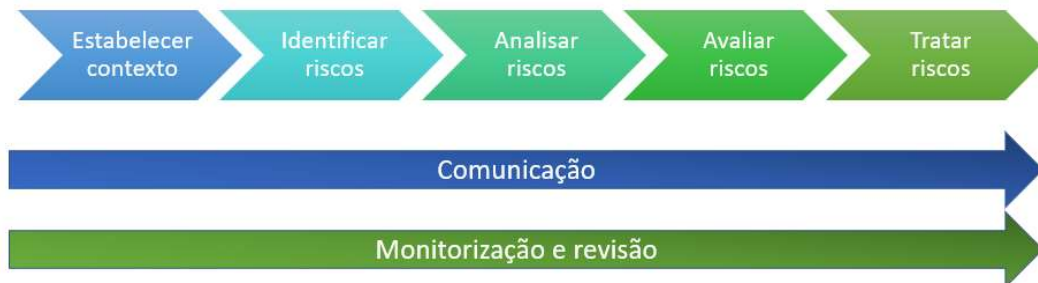 Estabelecer
contexto
Identificar
riscos
Analisar
riscos
Avaliar
riscos
Tratar
riscos
Comunicação
Monitorização e revisão